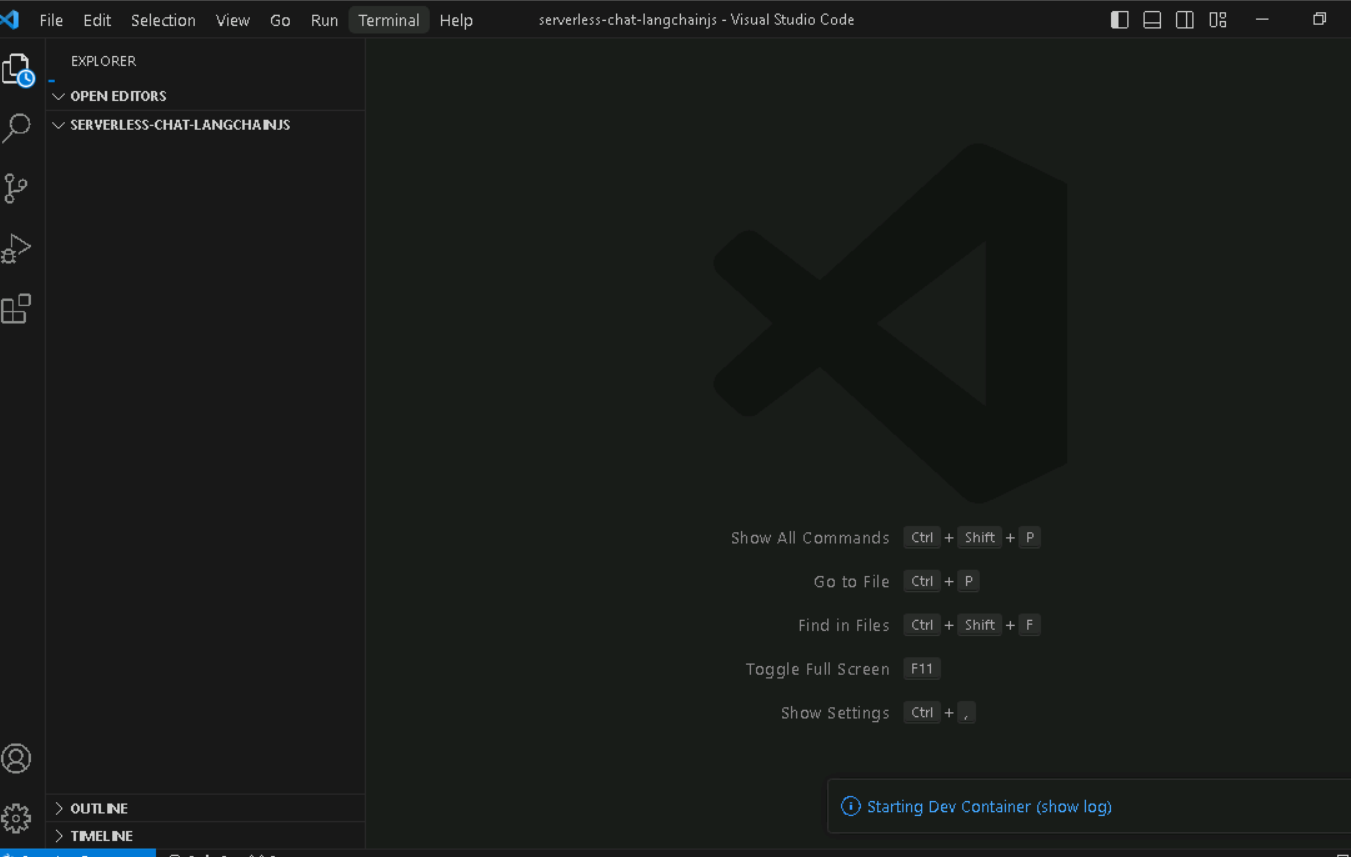 File Edit Selection View Go Run Terminal Help serverless-chat-langchainjs - Visual Studio Code
EXPLORER
OPEN EDITORS
SERVERLESS-CHAT-LANGCHAINJS
Show All Commands Ctrl + Shift + P
Go to File Ctrl + P
Find in Files Ctrl + Shift + F
Toggle Full Screen F11
Show Settings Ctrl + ,
Starting Dev Container (show log)
OUTLINE
TIMELINE